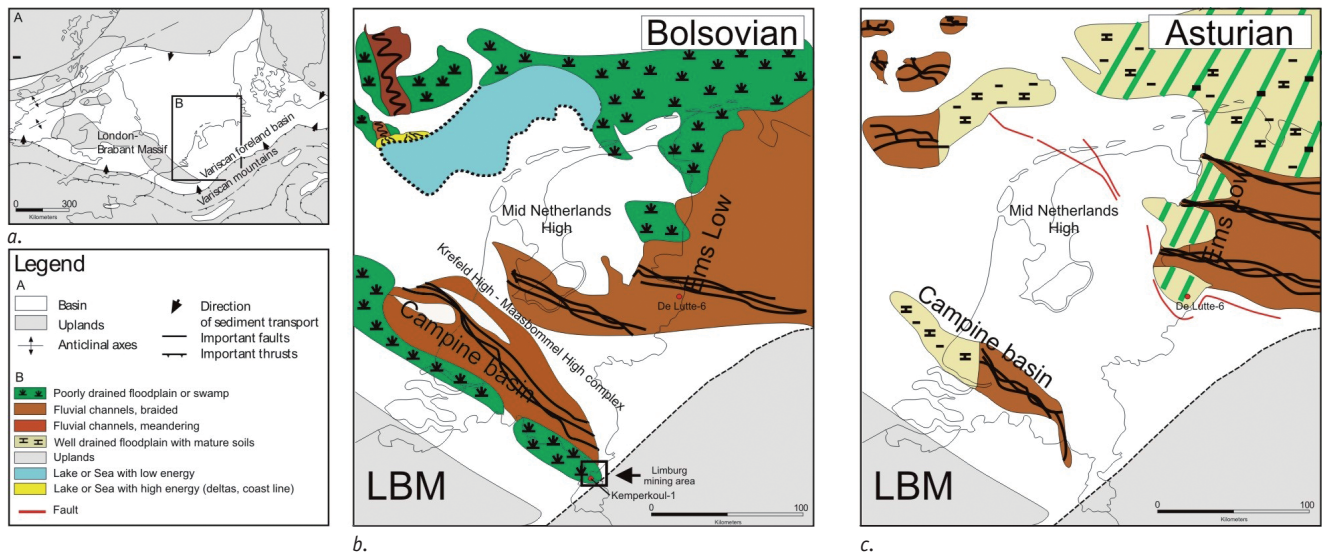 A
?
?
B
London-
Brabant Massif
Variscan foreland basin
Variscan mountains
0 300
Kilometers
a.
Legend
A
Basin
Uplands
Anticlinal axes
Direction
of sediment transport
Important faults
Important thrusts
B
Poorly drained floodplain or swamp
Fluvial channels, braided
Fluvial channels, meandering
Well drained floodplain with mature soils
Uplands
Lake or Sea with low energy
Lake or Sea with high energy (deltas, coast line)
Fault
Bolsovian
Mid Netherlands
High
Ems Low
Krefeld High - Maasbommel High complex
De Lutte-6
Campine basin
LBM
Limburg
mining area
Kemperkoul-1
0 100
Kilometers
b.
Asturian
Mid Netherlands
High
Ems Low
De Lutte-6
Campine basin
LBM
0 100
Kilometers
c.